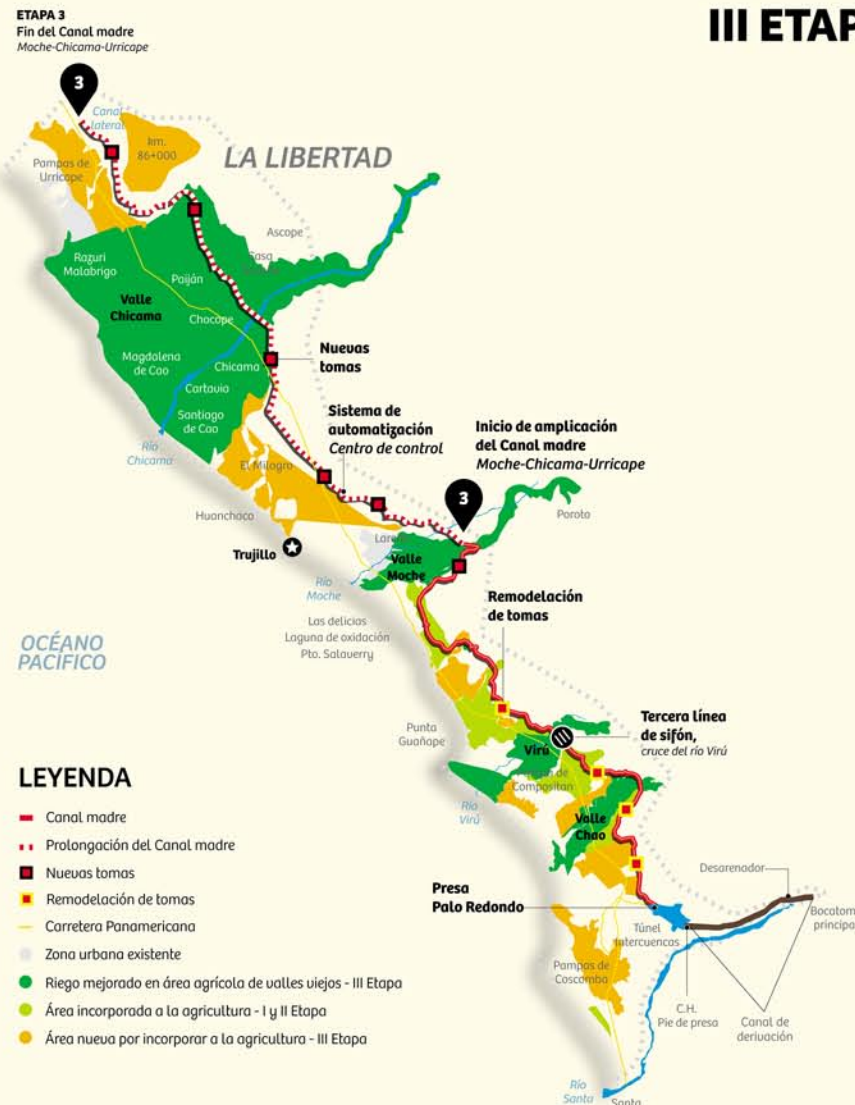 ETAPA 3
Fin del Canal madre
Moche-Chicama-Urricape
III ETAP
3
Canal
lateral
km.
86+000
Pampas de
Urricape
LA LIBERTAD
Ascope
Casa
Razuri
Malabrigo
Paiján
Valle
Chicama
Chocope
Magdalena
de Cao
Chicama
Cartavio
Santiago
de Cao
Río
Chicama
Nuevas
tomas
Sistema de
automatización
Centro de control
Inicio de amplicación
del Canal madre
Moche-Chicama-Urricape
3
El Milagro
Huanchaco
Poroto
Trujillo
Valle
Moche
Río
Moche
Las delicias
Laguna de oxidación
Pto. Salaverry
Remodelación
de tomas
OCÉANO
PACÍFICO
Punta
Guañape
Tercera línea
de sifón,
cruce del río Virú
Virú
de
Compositan
Río
Virú
Valle
Chao
Presa
Palo Redondo
Desarenador
Bocatom
princip
Túnel
Intercuencas
Pampas de
Coscomba
C.H.
Pie de presa
Canal de
derivación
Río
Santa
Santa
LEYENDA
Canal madre
Prolongación del Canal madre
Nuevas tomas
Remodelación de tomas
Carretera Panamericana
Zona urbana existente
Riego mejorado en área agrícola de valles viejos - III Etapa
Área incorporada a la agricultura - I y II Etapa
Área nueva por incorporar a la agricultura - III Etapa